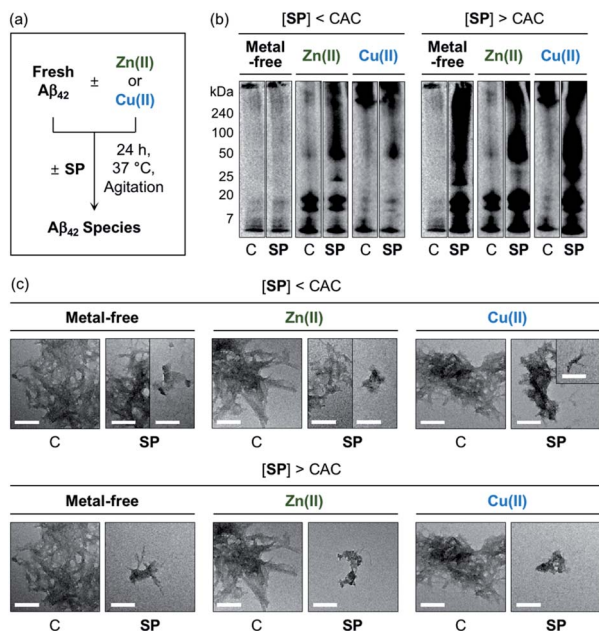 (a)
Fresh
Aβ42
±
Zn(II)
or
Cu(II)
± SP
24 h,
37 °C,
Agitation
Aβ42 Species
(b)
[SP] < CAC
[SP] > CAC
Metal
-free
Zn(II)
Cu(II)
Metal
-free
Zn(II)
Cu(II)
kDa
240
100
50
25
20
7
C SP C SP C SP
C SP C SP C SP
(c)
[SP] < CAC
Metal-free
Zn(II)
Cu(II)
C SP C SP C SP
[SP] > CAC
Metal-free
Zn(II)
Cu(II)
C SP C SP C SP